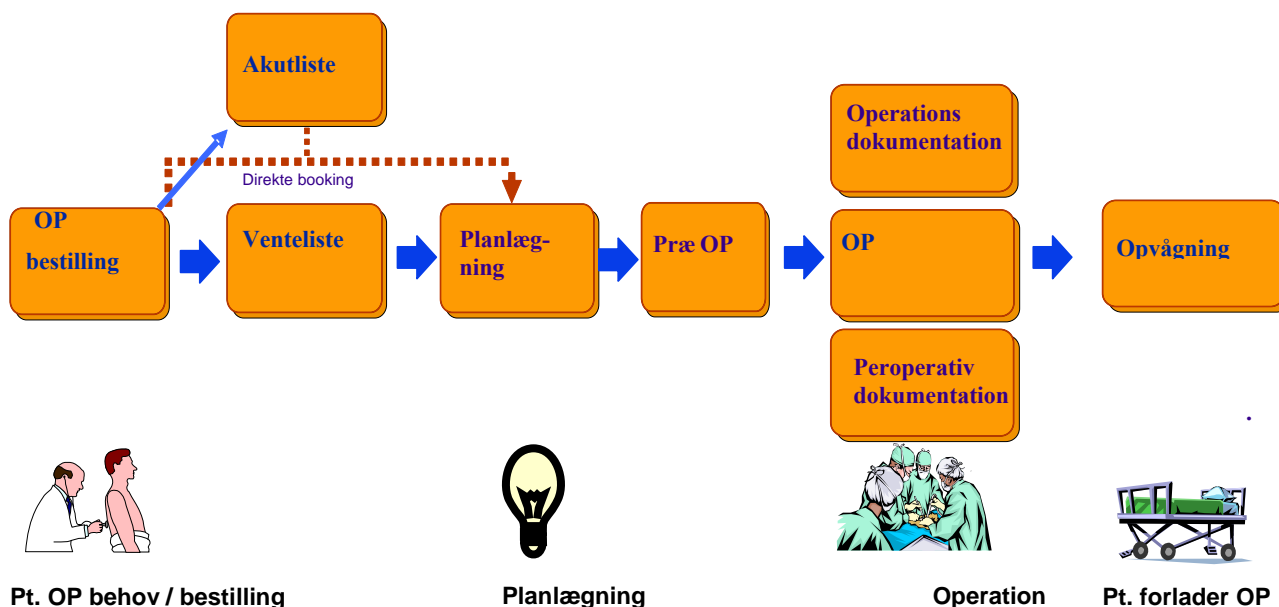 Akutliste
Operations
dokumentation
Direkte booking
OP
bestilling
Venteliste
Planlæg-
ning
Præ OP
OP
Opvågning
Peroperativ
dokumentation
Pt. OP behov / bestilling
Planlægning
Operation
Pt. forlader OP